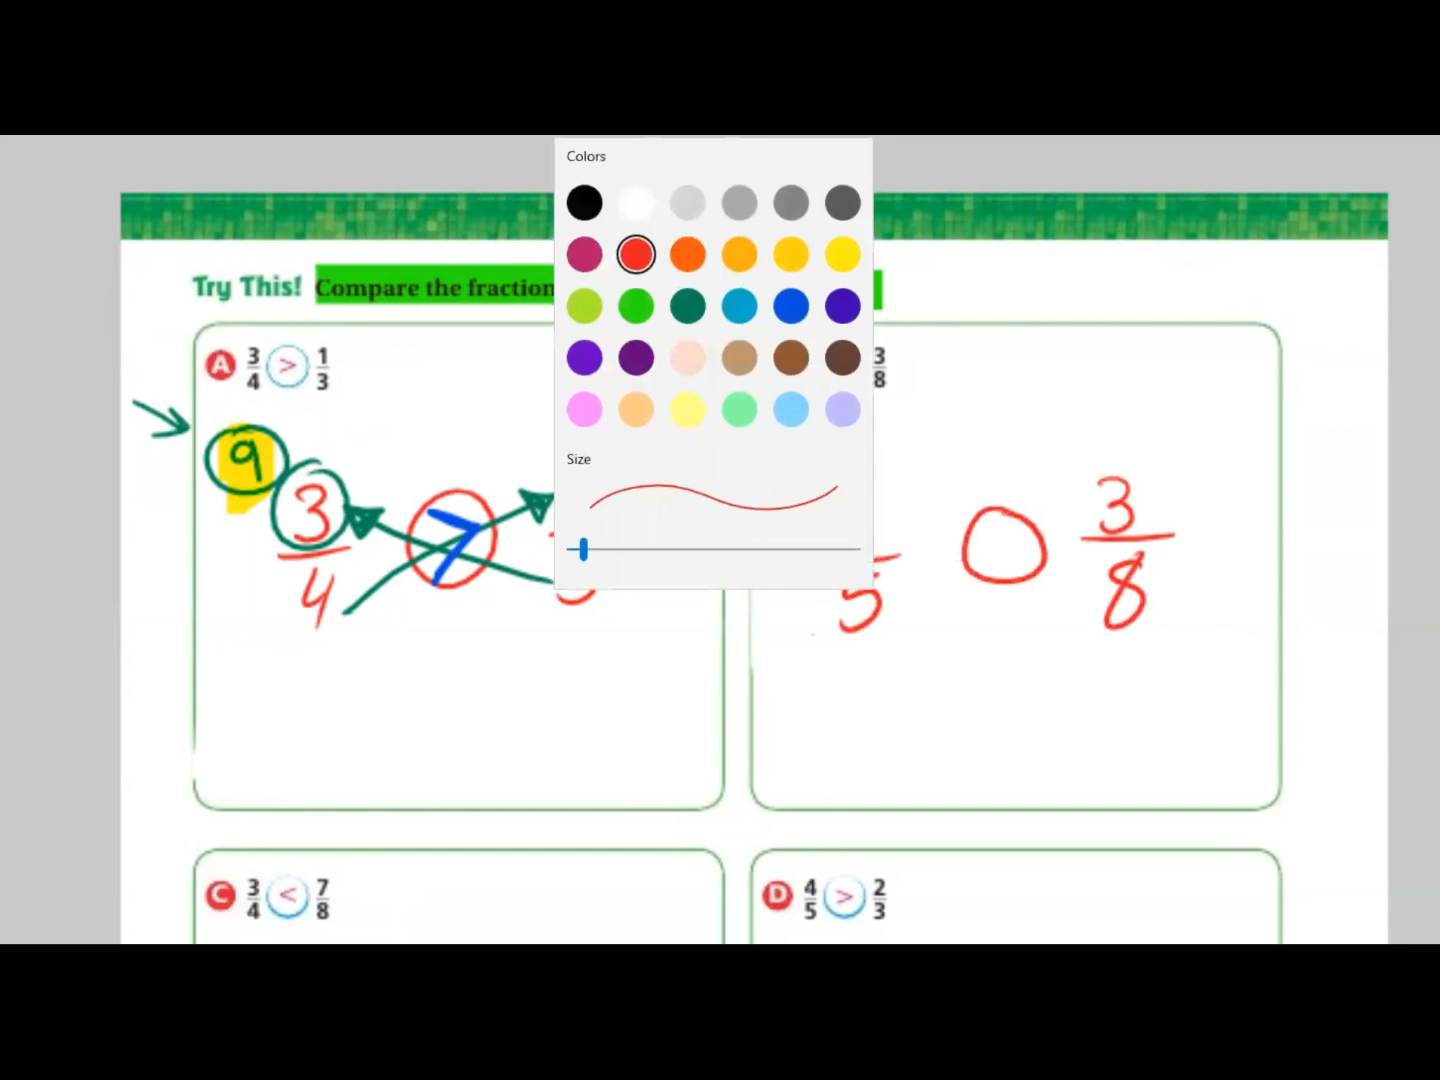 Colors
Try This! Compare the fraction
A 3/4 > 1/3
3/8
9
3/4 >
5 ○ 3/8
Size
C 3/4 < 7/8
D 4/5 > 2/3